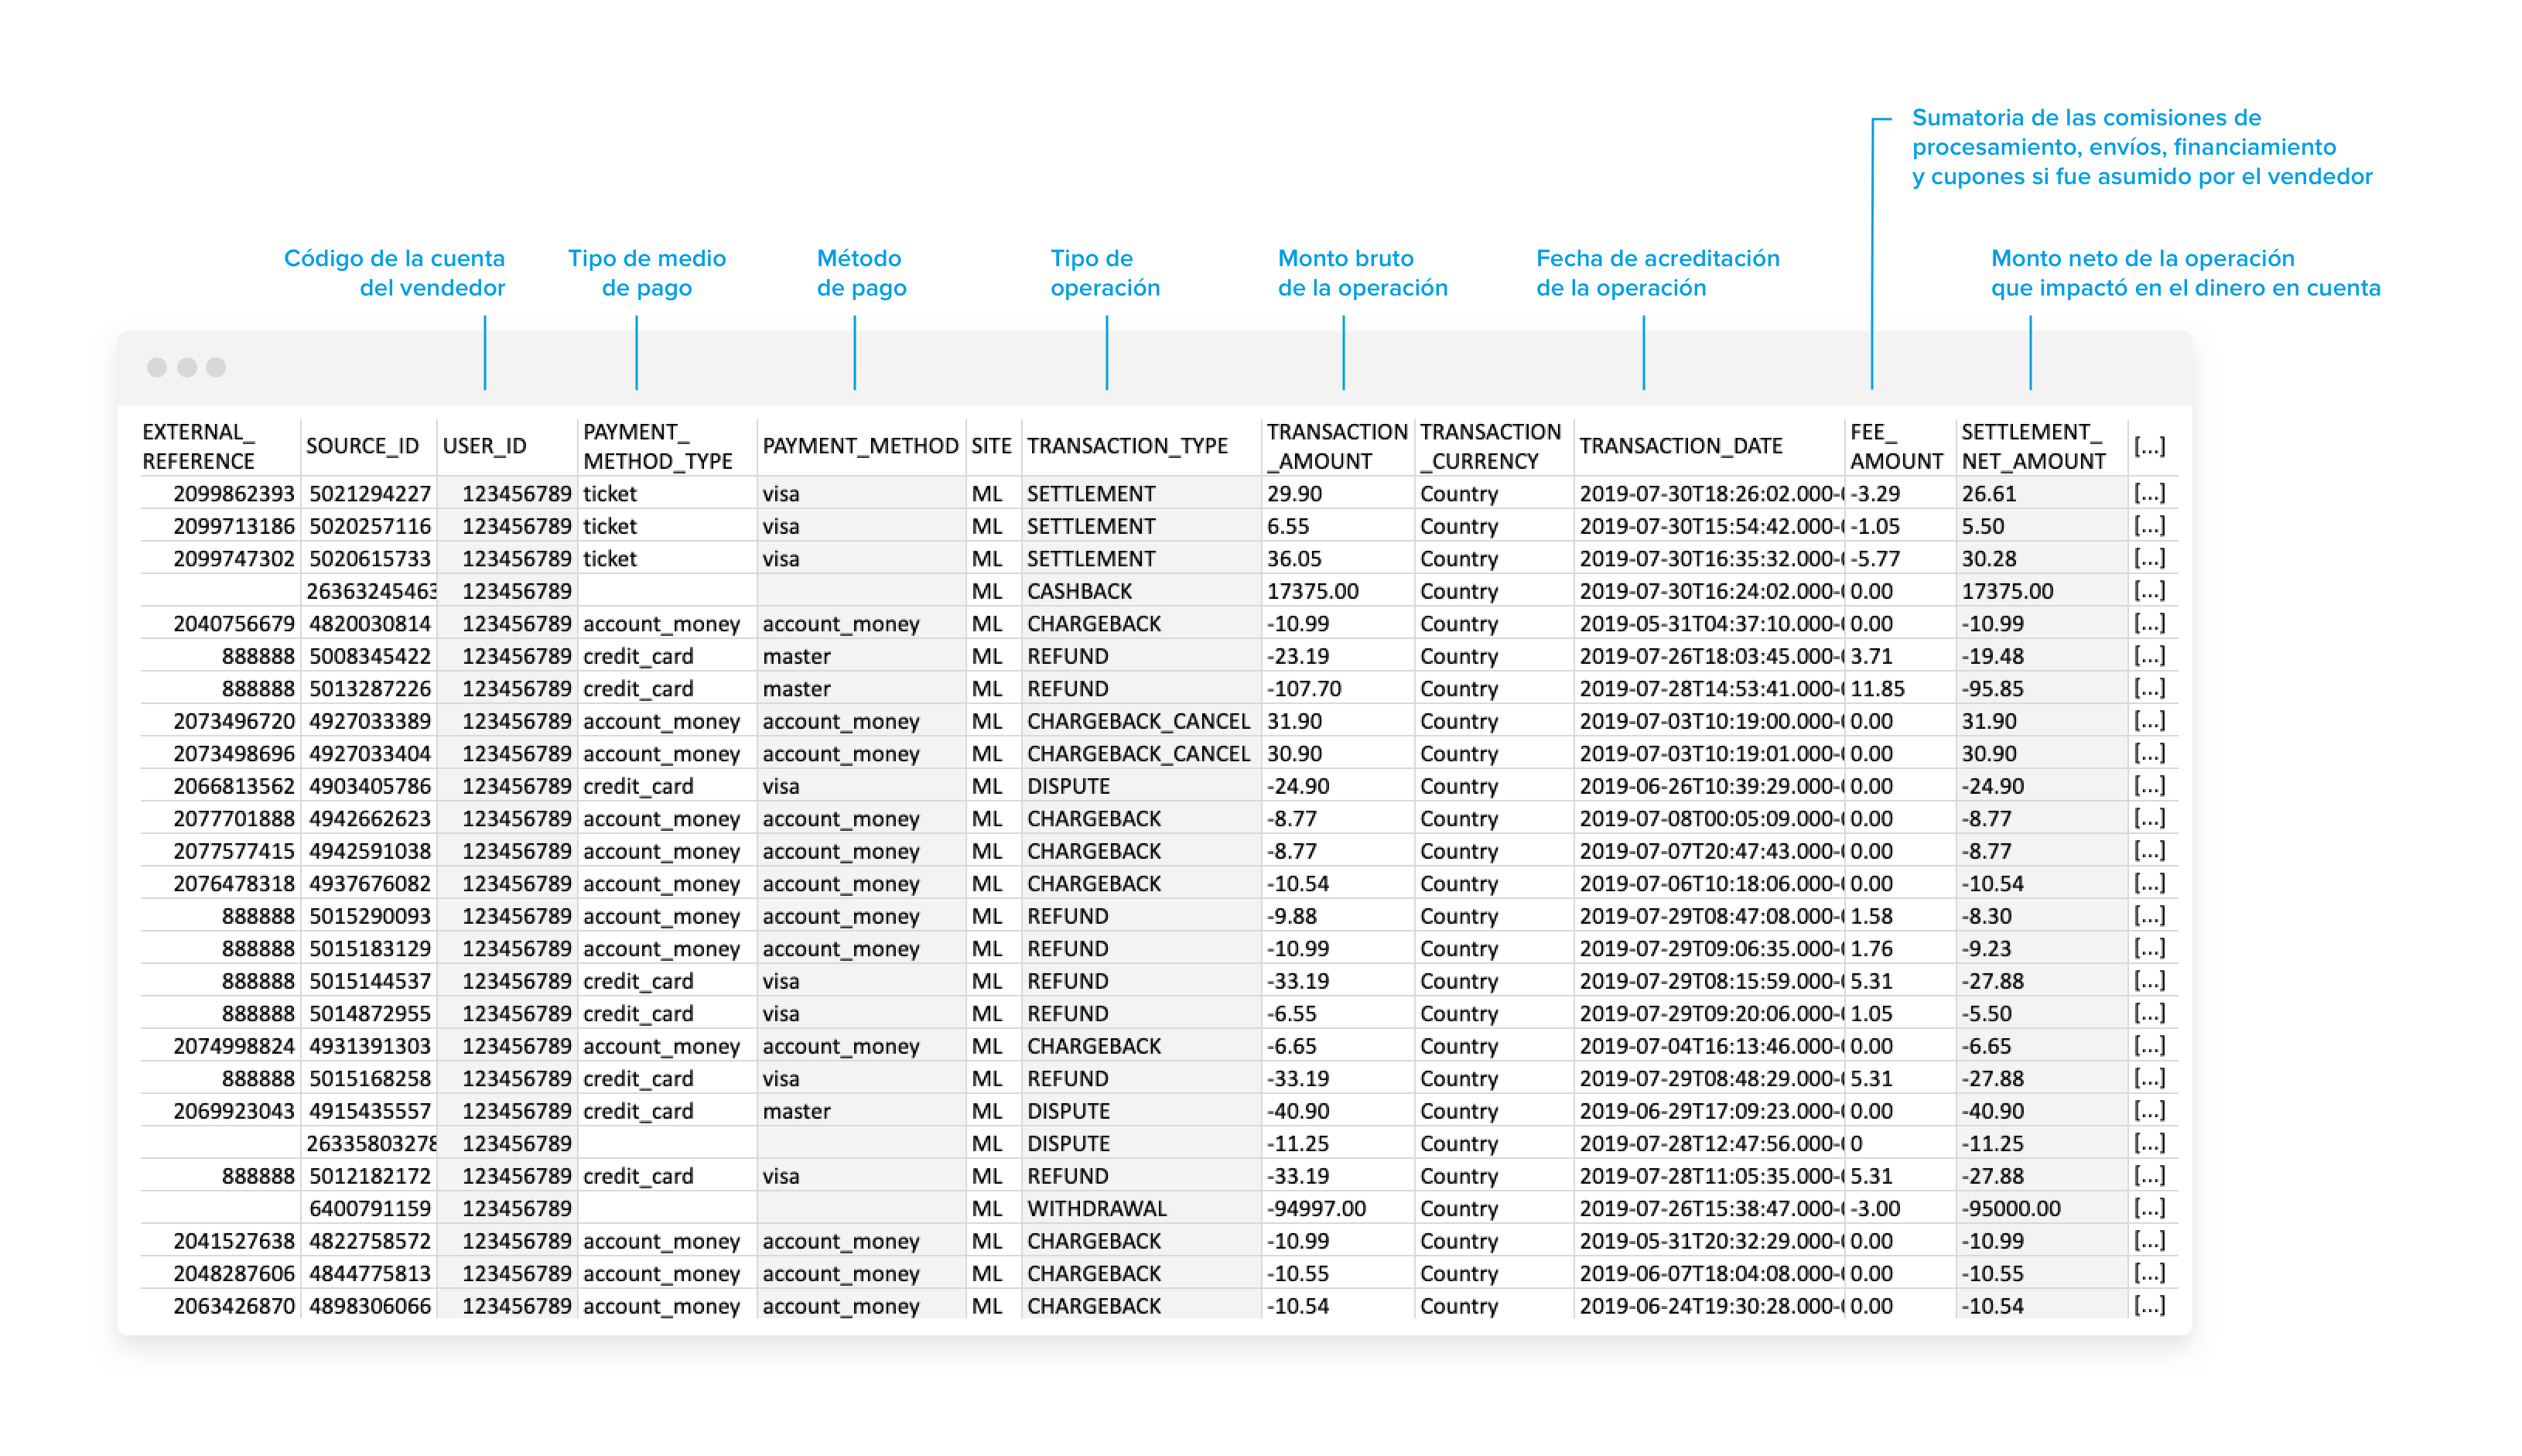 Sumatoria de las comisiones de
procesamiento, envíos, financiamiento
y cupones si fue asumido por el vendedor
Código de la cuenta
del vendedor
Tipo de medio
de pago
Método
de pago
Tipo de
operación
Monto bruto
de la operación
Fecha de acreditación
de la operación
Monto neto de la operación
que impactó en el dinero en cuenta
EXTERNAL_
REFERENCE
SOURCE_ID
USER_ID
PAYMENT_
METHOD_TYPE
PAYMENT_METHOD
SITE
TRANSACTION_TYPE
TRANSACTION
_AMOUNT
TRANSACTION
_CURRENCY
TRANSACTION_DATE
FEE_
AMOUNT
SETTLEMENT_
NET_AMOUNT
[...]
2099862393 5021294227 123456789 ticket visa ML SETTLEMENT 29.90 Country 2019-07-30T18:26:02.000- -3.29 26.61 [...]
2099713186 5020257116 123456789 ticket visa ML SETTLEMENT 6.55 Country 2019-07-30T15:54:42.000- -1.05 5.50 [...]
2099747302 5020615733 123456789 ticket visa ML SETTLEMENT 36.05 Country 2019-07-30T16:35:32.000- -5.77 30.28 [...]
26363245463 123456789 ML CASHBACK 17375.00 Country 2019-07-30T16:24:02.000- 0.00 17375.00 [...]
2040756679 4820030814 123456789 account_money account_money ML CHARGEBACK -10.99 Country 2019-05-31T04:37:10.000- 0.00 -10.99 [...]
888888 5008345422 123456789 credit_card master ML REFUND -23.19 Country 2019-07-26T18:03:45.000- 3.71 -19.48 [...]
888888 5013287226 123456789 credit_card master ML REFUND -107.70 Country 2019-07-28T14:53:41.000- 11.85 -95.85 [...]
2073496720 4927033389 123456789 account_money account_money ML CHARGEBACK_CANCEL 31.90 Country 2019-07-03T10:19:00.000- 0.00 31.90 [...]
2073498696 4927033404 123456789 account_money account_money ML CHARGEBACK_CANCEL 30.90 Country 2019-07-03T10:19:01.000- 0.00 30.90 [...]
2066813562 4903405786 123456789 credit_card visa ML DISPUTE -24.90 Country 2019-06-26T10:39:29.000- 0.00 -24.90 [...]
2077701888 4942662623 123456789 account_money account_money ML CHARGEBACK -8.77 Country 2019-07-08T00:05:09.000- 0.00 -8.77 [...]
2077577415 4942591038 123456789 account_money account_money ML CHARGEBACK -8.77 Country 2019-07-07T20:47:43.000- 0.00 -8.77 [...]
2076478318 4937676082 123456789 account_money account_money ML CHARGEBACK -10.54 Country 2019-07-06T10:18:06.000- 0.00 -10.54 [...]
888888 5015290093 123456789 account_money account_money ML REFUND -9.88 Country 2019-07-29T08:47:08.000- 1.58 -8.30 [...]
888888 5015183129 123456789 account_money account_money ML REFUND -10.99 Country 2019-07-29T09:06:35.000- 1.76 -9.23 [...]
888888 5015144537 123456789 credit_card visa ML REFUND -33.19 Country 2019-07-29T08:15:59.000- 5.31 -27.88 [...]
888888 5014872955 123456789 credit_card visa ML REFUND -6.55 Country 2019-07-29T09:20:06.000- 1.05 -5.50 [...]
2074998824 4931391303 123456789 account_money account_money ML CHARGEBACK -6.65 Country 2019-07-04T16:13:46.000- 0.00 -6.65 [...]
888888 5015168258 123456789 credit_card visa ML REFUND -33.19 Country 2019-07-29T08:48:29.000- 5.31 -27.88 [...]
2069923043 4915435557 123456789 credit_card master ML DISPUTE -40.90 Country 2019-06-29T17:09:23.000- 0.00 -40.90 [...]
26335803278 123456789 ML DISPUTE -11.25 Country 2019-07-28T12:47:56.000- 0 -11.25 [...]
888888 5012182172 123456789 credit_card visa ML REFUND -33.19 Country 2019-07-28T11:05:35.000- 5.31 -27.88 [...]
6400791159 123456789 ML WITHDRAWAL -94997.00 Country 2019-07-26T15:38:47.000- -3.00 -95000.00 [...]
2041527638 4822758572 123456789 account_money account_money ML CHARGEBACK -10.99 Country 2019-05-31T20:32:29.000- 0.00 -10.99 [...]
2048287606 4844775813 123456789 account_money account_money ML CHARGEBACK -10.55 Country 2019-06-07T18:04:08.000- 0.00 -10.55 [...]
2063426870 4898306066 123456789 account_money account_money ML CHARGEBACK -10.54 Country 2019-06-24T19:30:28.000- 0.00 -10.54 [...]